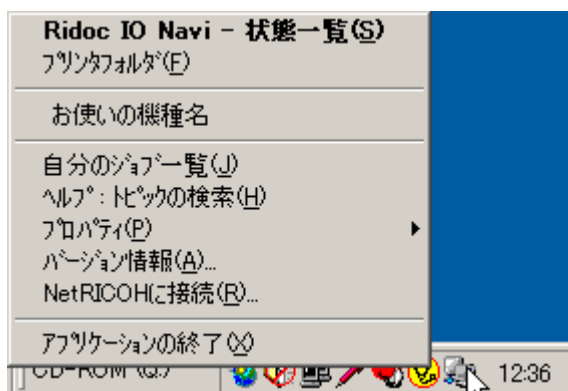 Ridoc IO Navi - 状態一覧(S)
プリンタフォルダ(F)
お使いの機種名
自分のジョブ一覧(J)
ヘルプ:トピックの検索(H)
プロパティ(P)
バージョン情報(A)...
NetRICOHに接続(R)...
アプリケーションの終了(X)
CD-ROM (Q:)
12:36